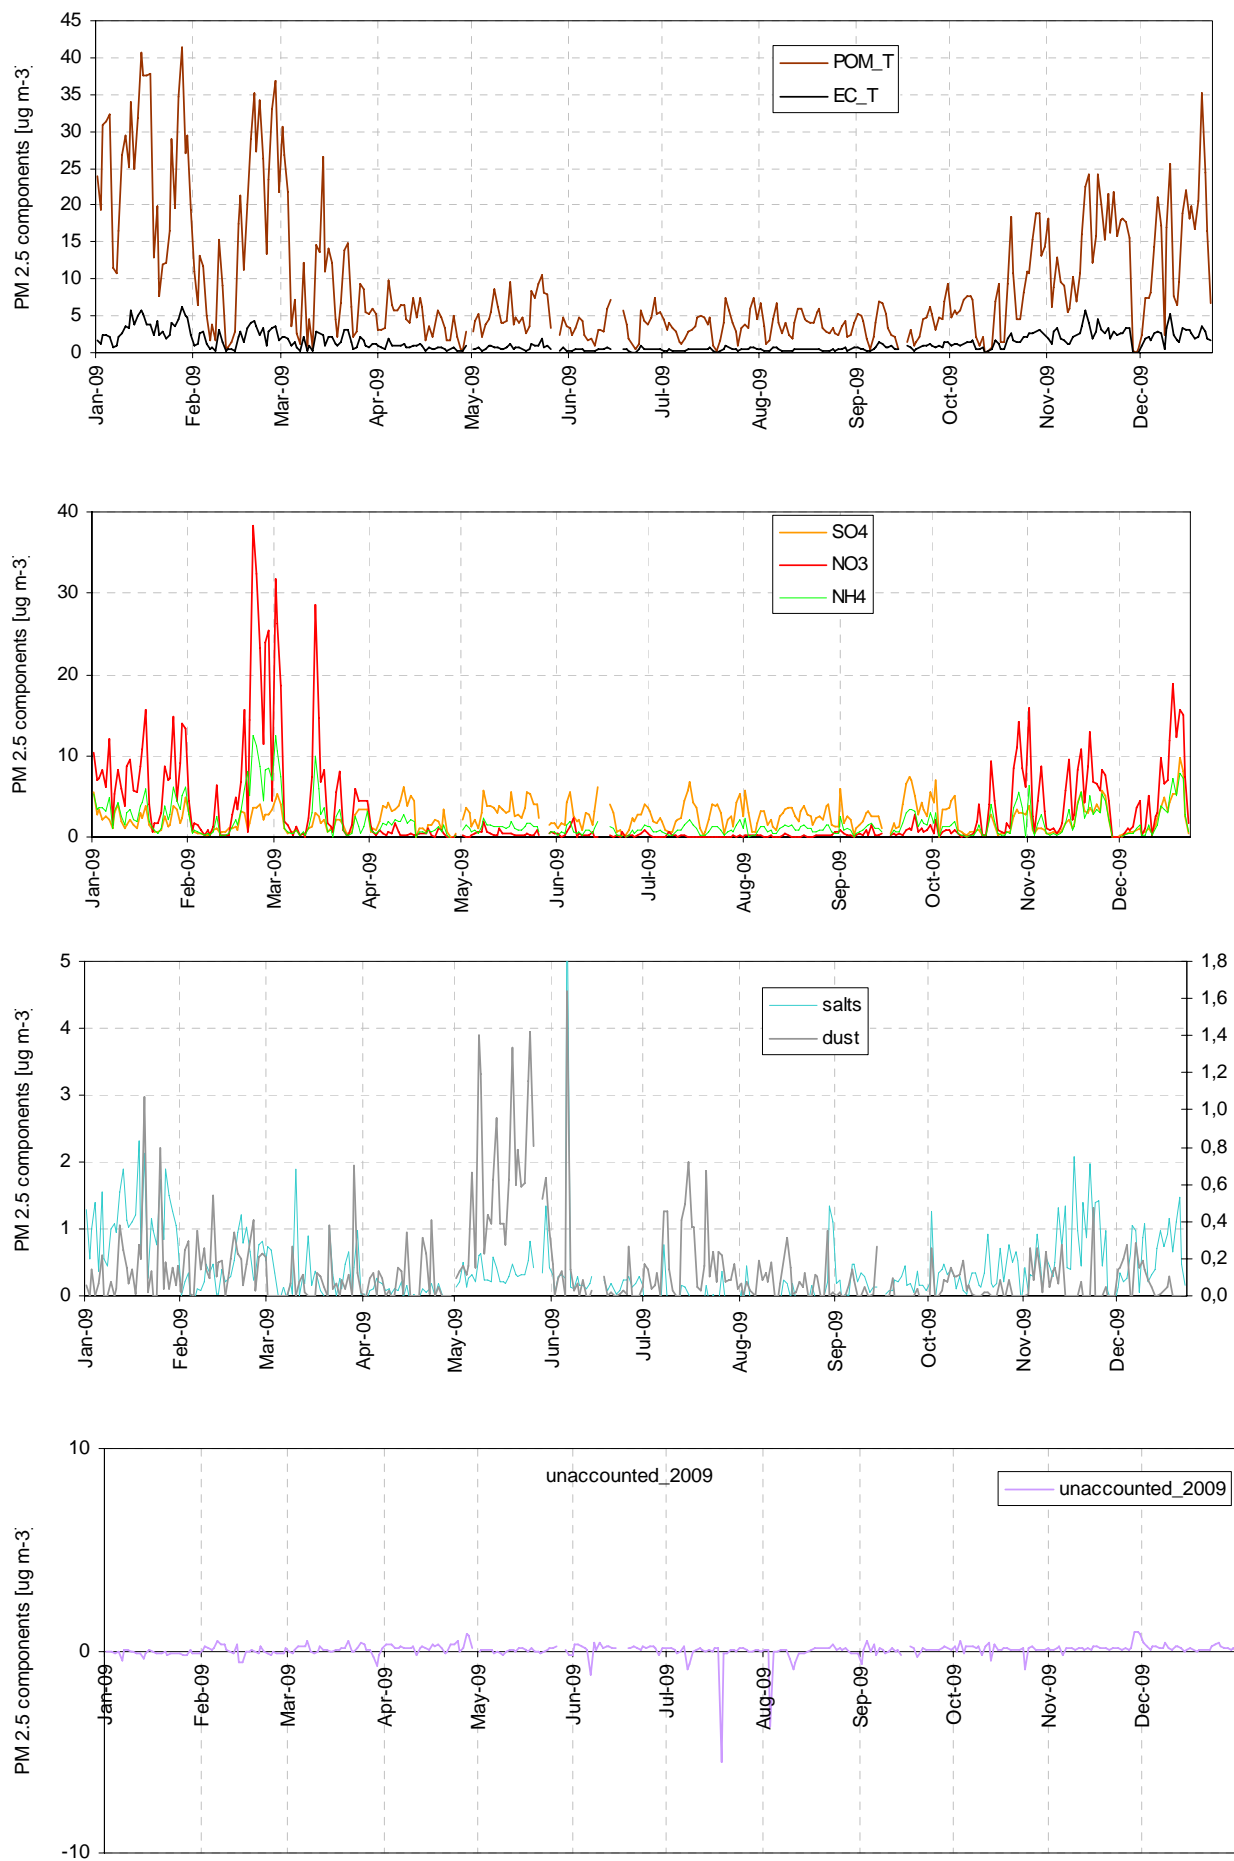 PM 2.5 components [ug m-3]
45
40
35
30
25
20
15
10
5
0
POM_T
EC_T
Jan-09
Feb-09
Mar-09
Apr-09
May-09
Jun-09
Jul-09
Aug-09
Sep-09
Oct-09
Nov-09
Dec-09
PM 2.5 components [ug m-3]
40
30
20
10
0
SO4
NO3
NH4
Jan-09
Feb-09
Mar-09
Apr-09
May-09
Jun-09
Jul-09
Aug-09
Sep-09
Oct-09
Nov-09
Dec-09
PM 2.5 components [ug m-3]
5
4
3
2
1
0
salts
dust
1,8
1,6
1,4
1,2
1,0
0,8
0,6
0,4
0,2
0,0
Jan-09
Feb-09
Mar-09
Apr-09
May-09
Jun-09
Jul-09
Aug-09
Sep-09
Oct-09
Nov-09
Dec-09
PM 2.5 components [ug m-3]
10
0
-10
unaccounted_2009
unaccounted_2009
Jan-09
Feb-09
Mar-09
Apr-09
May-09
Jun-09
Jul-09
Aug-09
Sep-09
Oct-09
Nov-09
Dec-09